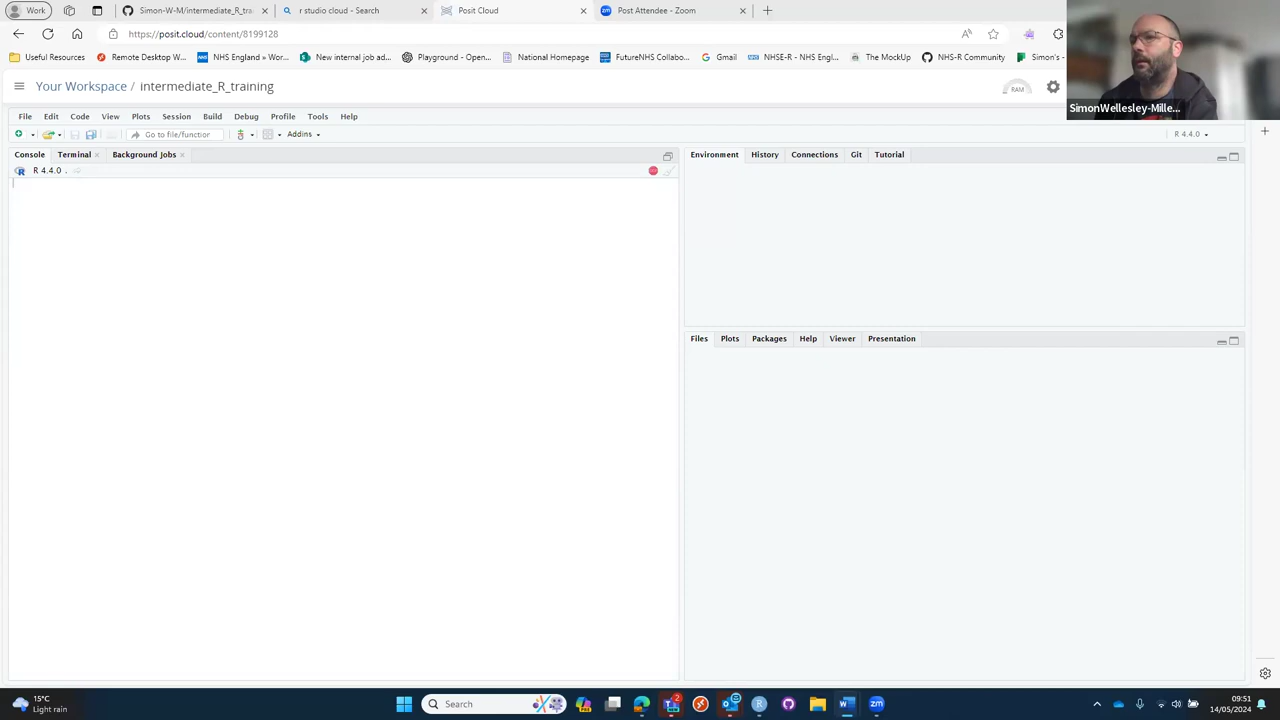 Work
Simon-W-M/intermediate_R_tra
r studio cloud - Search
Posit Cloud
Post Attendee - Zoom
https://posit.cloud/content/8199128
Useful Resources
Remote Desktop W...
NHS England » Wor...
New internal job ad...
Playground - Open...
National Homepage
FutureNHS Collabo...
Gmail
NHSE-R - NHS Engl...
The MockUp
NHS-R Community
Simon's -
SimonWellesley-Mille...
Your Workspace / intermediate_R_training
RAM
File Edit Code View Plots Session Build Debug Profile Tools Help
Go to file/function
Addins
R 4.4.0
Console Terminal Background Jobs
R 4.4.0 .
Environment History Connections Git Tutorial
Files Plots Packages Help Viewer Presentation
15°C
Light rain
Search
2
09:51
14/05/2024